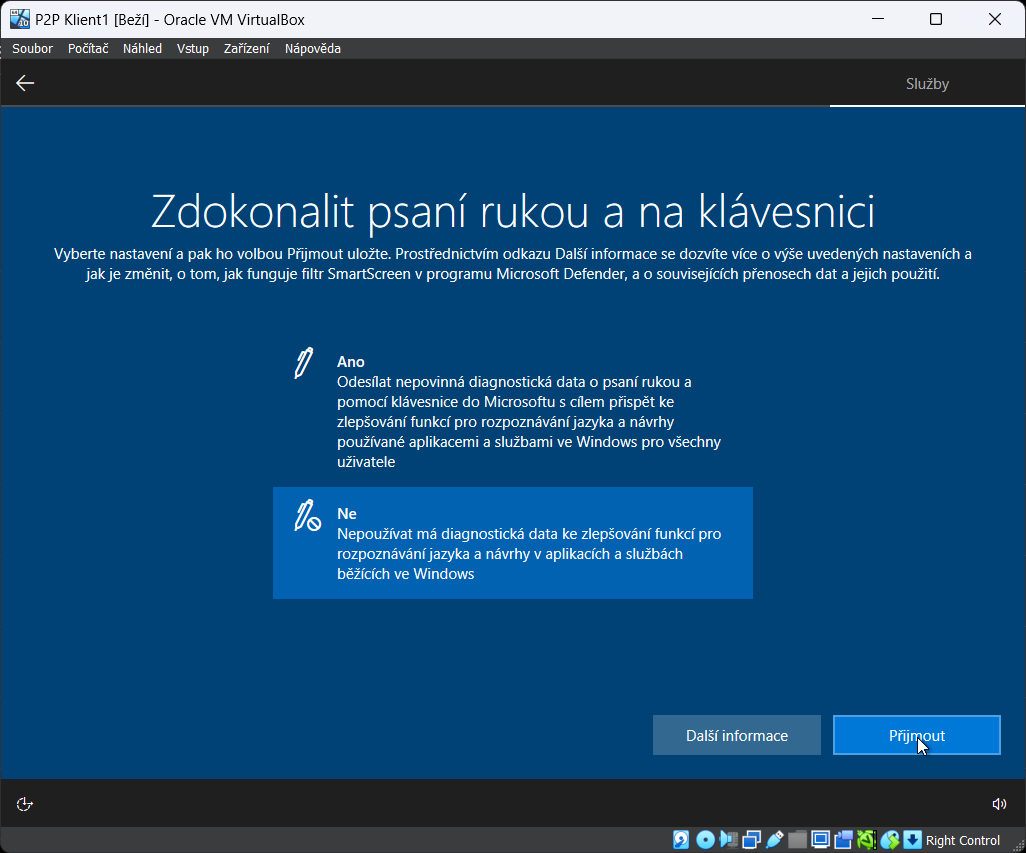 P2P Klient1 [Beží] - Oracle VM VirtualBox
Soubor Počítač Náhled Vstup Zařízení Nápověda
Služby
Zdokonalit psaní rukou a na klávesnici
Vyberte nastavení a pak ho volbou Přijmout uložte. Prostřednictvím odkazu Další informace se dozvíte více o výše uvedených nastaveních a
jak je změnit, o tom, jak funguje filtr SmartScreen v programu Microsoft Defender, a o souvisejících přenosech dat a jejich použití.
Ano
Odesílat nepovinná diagnostická data o psaní rukou a
pomocí klávesnice do Microsoftu s cílem přispět ke
zlepšování funkcí pro rozpoznávání jazyka a návrhy
používané aplikacemi a službami ve Windows pro všechny
uživatele
Ne
Nepoužívat má diagnostická data ke zlepšování funkcí pro
rozpoznávání jazyka a návrhy v aplikacích a službách
běžících ve Windows
Další informace Přijmout
Right Control